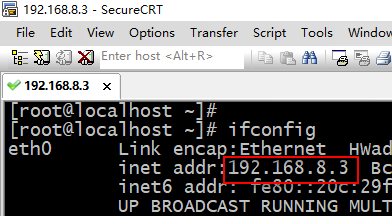 192.168.8.3 - SecureCRT
File Edit View Options Transfer Script Tools
Enter host <Alt+R>
192.168.8.3
[root@localhost ~]#
[root@localhost ~]# ifconfig
eth0 Link encap:Ethernet HWad
inet addr:192.168.8.3 Bc
inet6 addr: fe80::20c:29f
UP BROADCAST RUNNING MULT